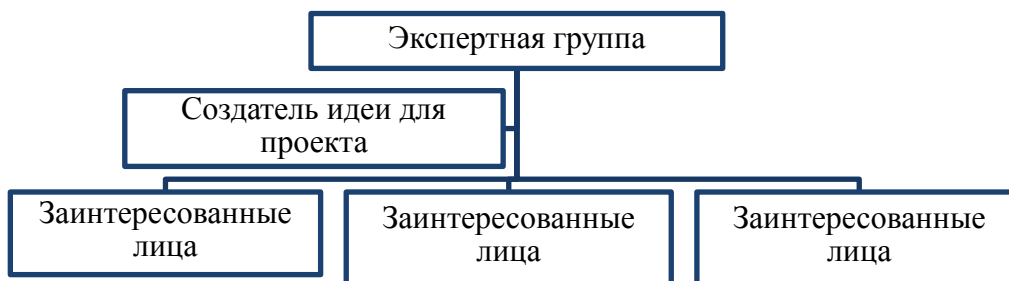 Экспертная группа
Создатель идеи для
проекта
Заинтересованные
лица
Заинтересованные
лица
Заинтересованные
лица